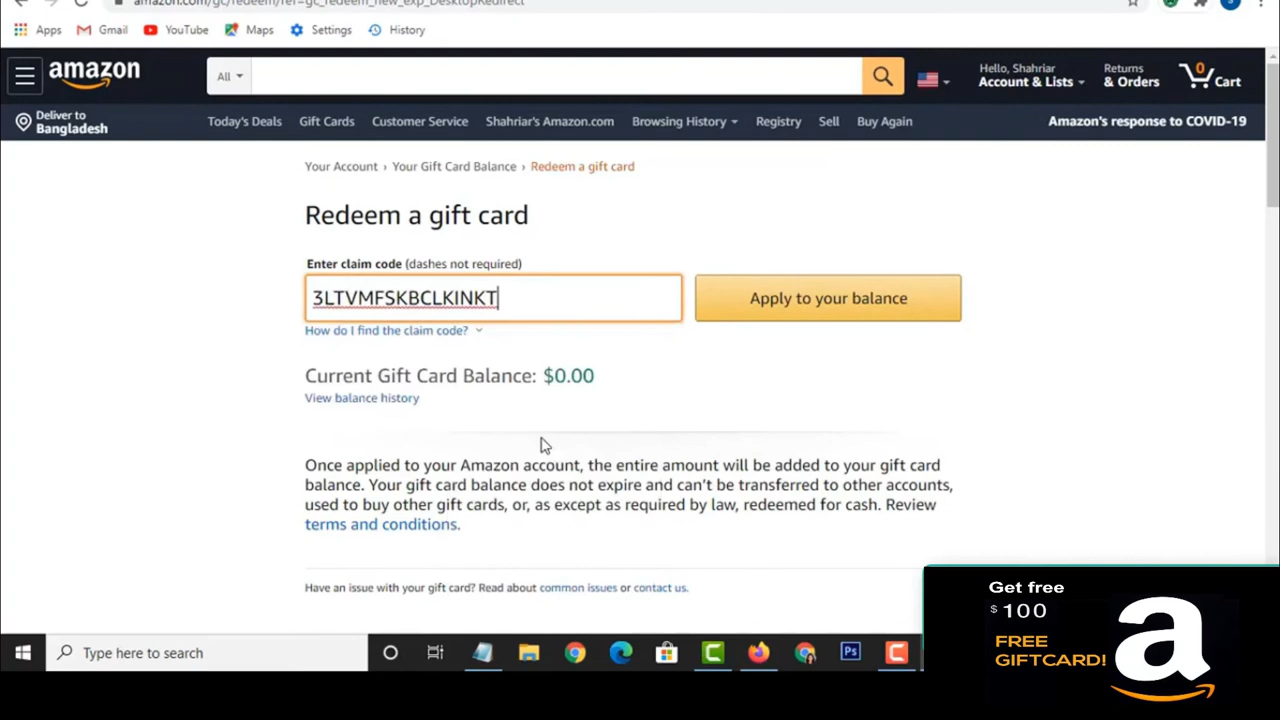 amazon.com/gc/redeem/ref=gc_redeem_new_exp_DesktopRedirect
Apps Gmail YouTube Maps Settings History
amazon All Hello, Shahriar Account & Lists Returns & Orders 0 Cart
Deliver to
Bangladesh Today's Deals Gift Cards Customer Service Shahriar's Amazon.com Browsing History Registry Sell Buy Again Amazon's response to COVID-19
Your Account › Your Gift Card Balance › Redeem a gift card
Redeem a gift card
Enter claim code (dashes not required)
3LTVMFSKBCLKINKT Apply to your balance
How do I find the claim code?
Current Gift Card Balance: $0.00
View balance history
Once applied to your Amazon account, the entire amount will be added to your gift card
balance. Your gift card balance does not expire and can't be transferred to other accounts,
used to buy other gift cards, or, as except as required by law, redeemed for cash. Review
terms and conditions.
Have an issue with your gift card? Read about common issues or contact us.
Get free
$100
FREE
GIFTCARD!
a
Type here to search
Ps